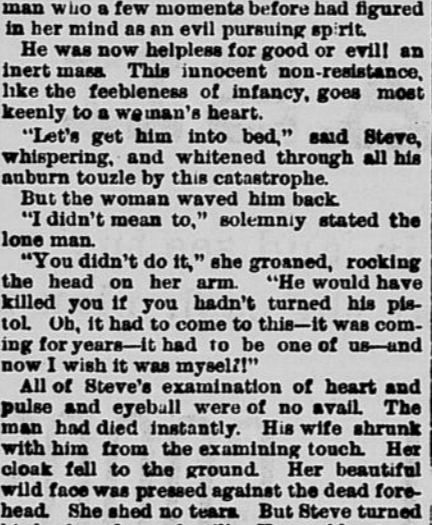 man who a few moments before had figured
in her mind as an evil pursuing spirit.
He was now helpless for good or evil! an
inert mass. This innocent non-resistance,
like the feebleness of infancy, goes most
keenly to a woman's heart.
"Let's get him into bed," said Steve,
whispering, and whitened through all his
auburn touzle by this catastrophe.
But the woman waved him back.
"I didn't mean to," solemnly stated the
lone man.
"You didn't do it," she groaned, rocking
the head on her arm. "He would have
killed you if you hadn't turned his pis-
tol. Oh, it had to come to this—it was com-
ing for years—it had to be one of us—and
now I wish it was myself!"
All of Steve's examination of heart and
pulse and eyeball were of no avail. The
man had died instantly. His wife shrunk
with him from the examining touch. Her
cloak fell to the ground. Her beautiful
wild face was pressed against the dead fore-
head. She shed no tears. But Steve turned